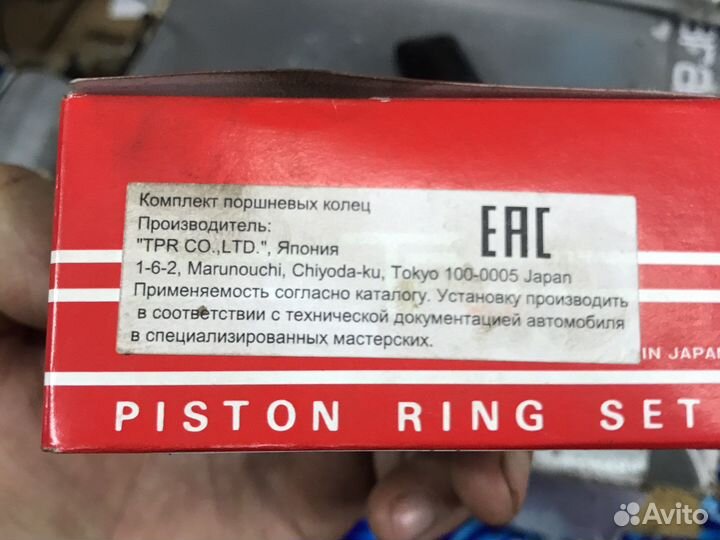 Комплект поршневых колец
Производитель:
"TPR CO.,LTD.", Япония
1-6-2, Marunouchi, Chiyoda-ku, Tokyo 100-0005 Japan
Применяемость согласно каталогу. Установку производить
в соответствии с технической документацией автомобиля
в специализированных мастерских.
EAC
IN JAPAN
PISTON RING SET
Avito